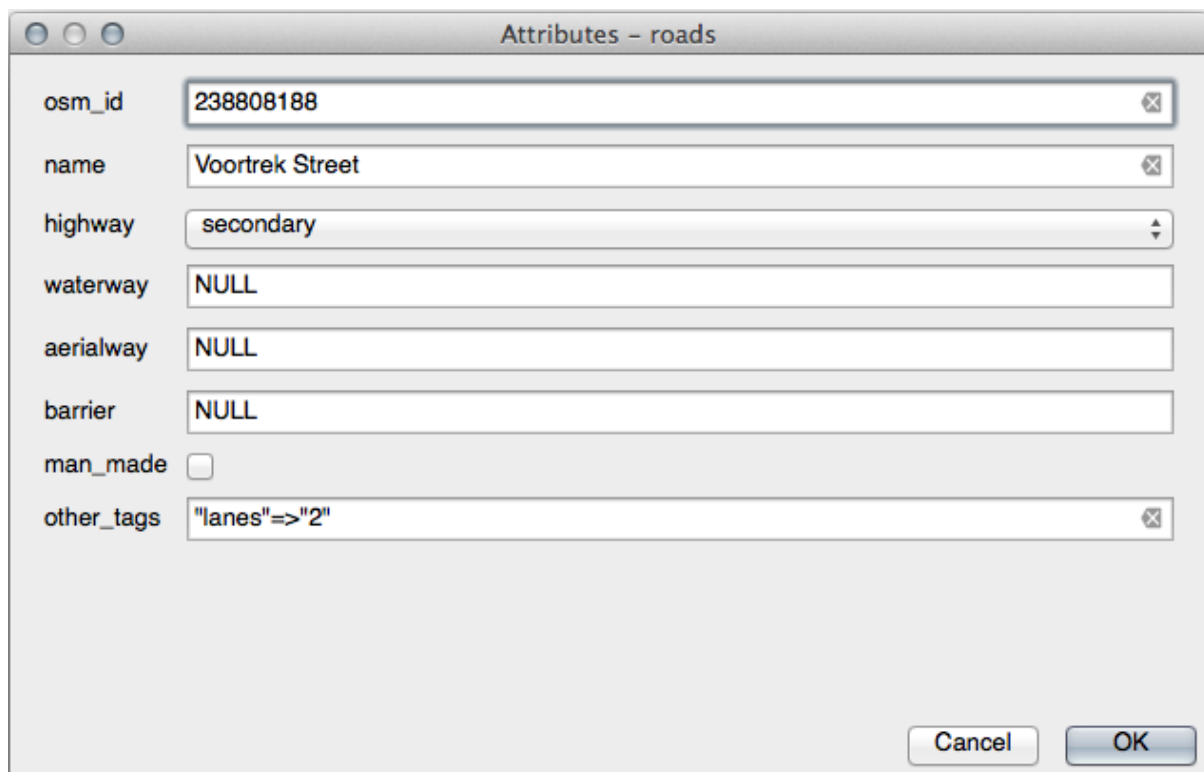 Attributes – roads
osm_id 238808188
name Voortrek Street
highway secondary
waterway NULL
aerialway NULL
barrier NULL
man_made
other_tags "lanes"=>"2"
Cancel OK